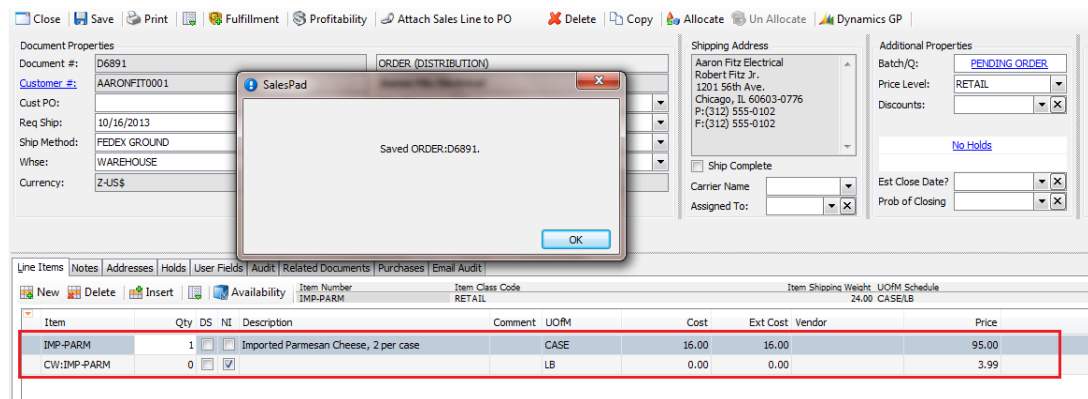 Close Save Print Fulfillment Profitability Attach Sales Line to PO Delete Copy Allocate Un Allocate Dynamics GP
Document Properties
Document #: D6891 ORDER (DISTRIBUTION)
Customer #: AARONFIT0001
Cust PO:
Req Ship: 10/16/2013
Ship Method: FEDEX GROUND
Whse: WAREHOUSE
Currency: Z-US$
SalesPad
Saved ORDER:D6891.
OK
Shipping Address
Aaron Fitz Electrical
Robert Fitz Jr.
1201 56th Ave.
Chicago, IL 60603-0776
P:(312) 555-0102
F:(312) 555-0102
Ship Complete
Carrier Name
Assigned To:
Additional Properties
Batch/Q: PENDING ORDER
Price Level: RETAIL
Discounts:
No Holds
Est Close Date?
Prob of Closing
Line Items Notes Addresses Holds User Fields Audit Related Documents Purchases Email Audit
New Delete Insert Availability
Item Number Item Class Code Item Shipping Weight UOfM Schedule
IMP-PARM RETAIL 24.00 CASE/LB
Item Qty DS NI Description Comment UOfM Cost Ext Cost Vendor Price
IMP-PARM 1 Imported Parmesan Cheese, 2 per case CASE 16.00 16.00 95.00
CW:IMP-PARM 0 LB 0.00 0.00 3.99